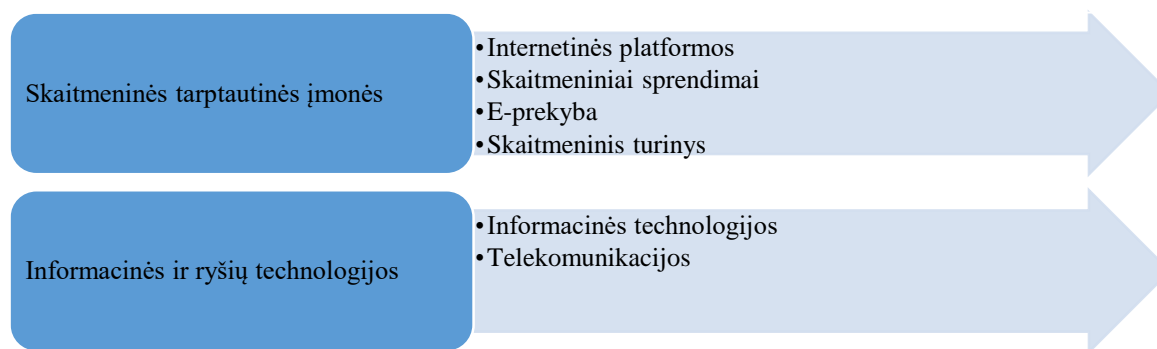 Skaitmeninės tarptautinės įmonės
•Internetinės platformos
•Skaitmeniniai sprendimai
•E-prekyba
•Skaitmeninis turinys
Informacinės ir ryšių technologijos
•Informacinės technologijos
•Telekomunikacijos